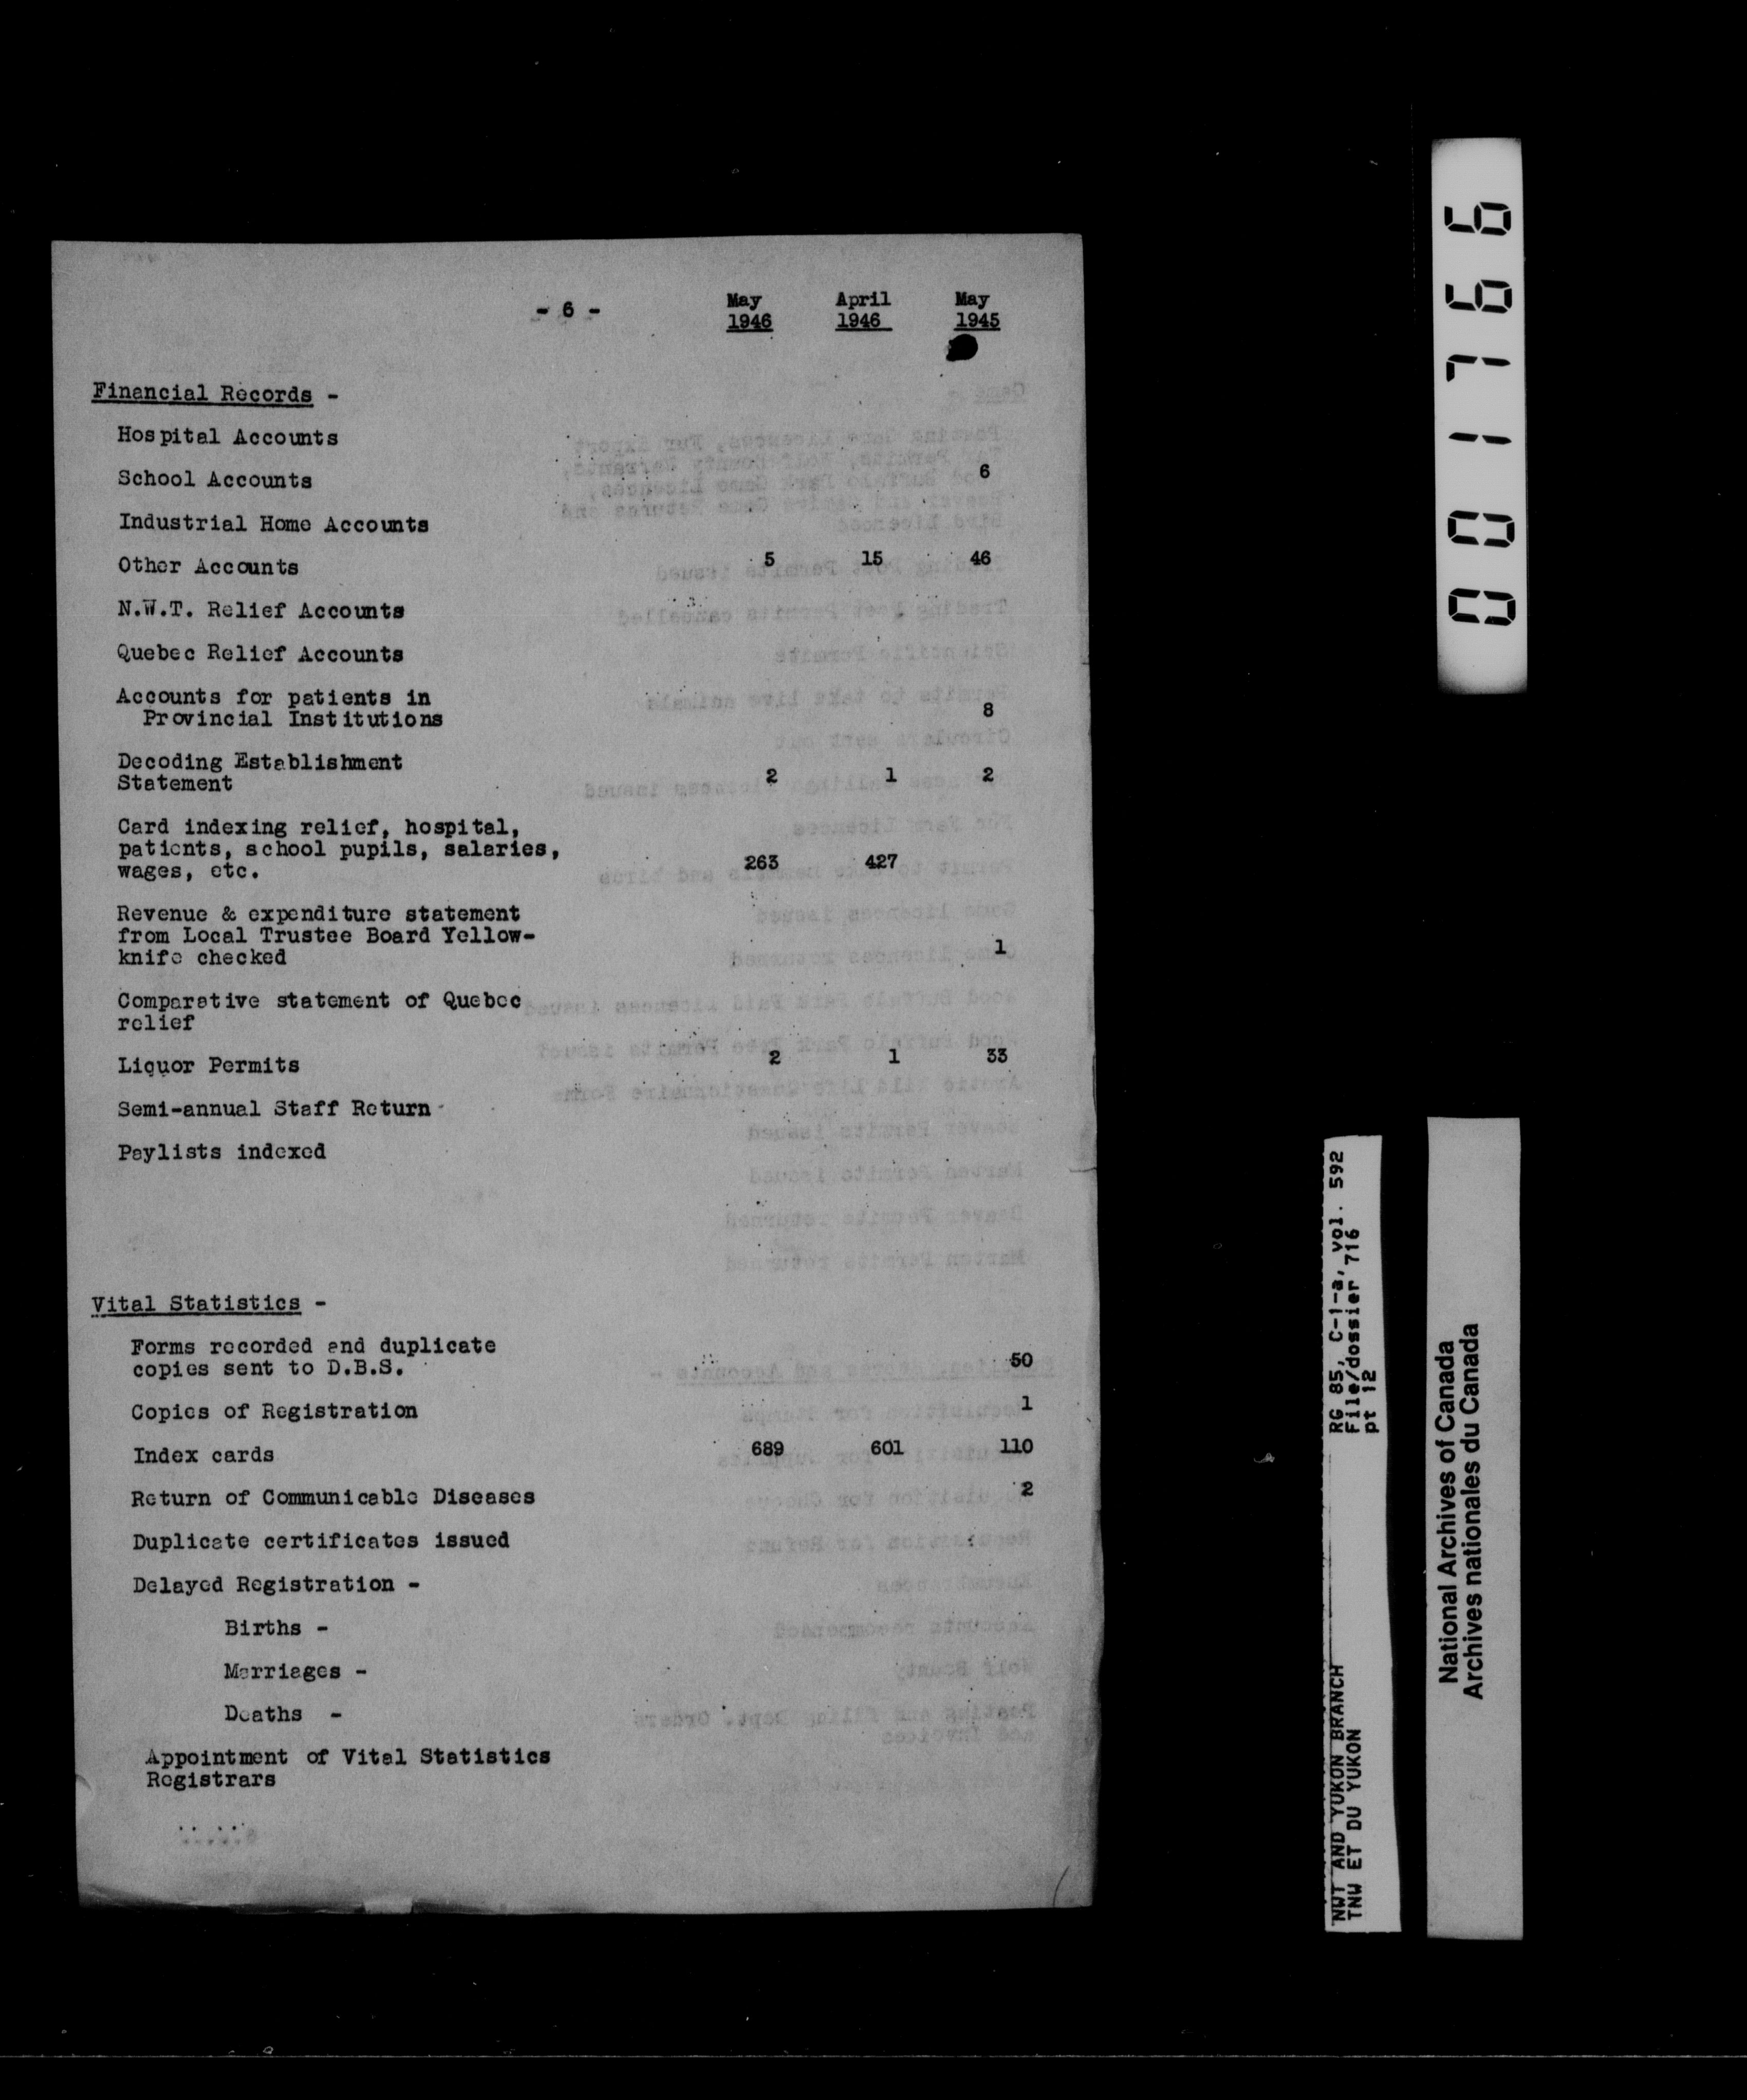 - 6 -
May April May
1946 1946 1945
Financial Records -
Hospital Accounts
School Accounts 6
Industrial Home Accounts
Other Accounts 5 15 46
N.W.T. Relief Accounts
Quebec Relief Accounts
Accounts for patients in
Provincial Institutions 8
Decoding Establishment
Statement 2 1 2
Card indexing relief, hospital,
patients, school pupils, salaries,
wages, etc. 263 427
Revenue & expenditure statement
from Local Trustee Board Yellow-
knife checked 1
Comparative statement of Quebec
relief
Liquor Permits 2 1 33
Semi-annual Staff Return
Paylists indexed
Vital Statistics -
Forms recorded and duplicate
copies sent to D.B.S. 50
Copies of Registration 1
Index cards 689 601 110
Return of Communicable Diseases 2
Duplicate certificates issued
Delayed Registration -
Births -
Marriages -
Deaths -
Appointment of Vital Statistics
Registrars
001766
RG 85, C-1-a, vol. 592
File/dossier 716
pt 12
NWT AND YUKON BRANCH
TNW ET DU YUKON
National Archives of Canada
Archives nationales du Canada